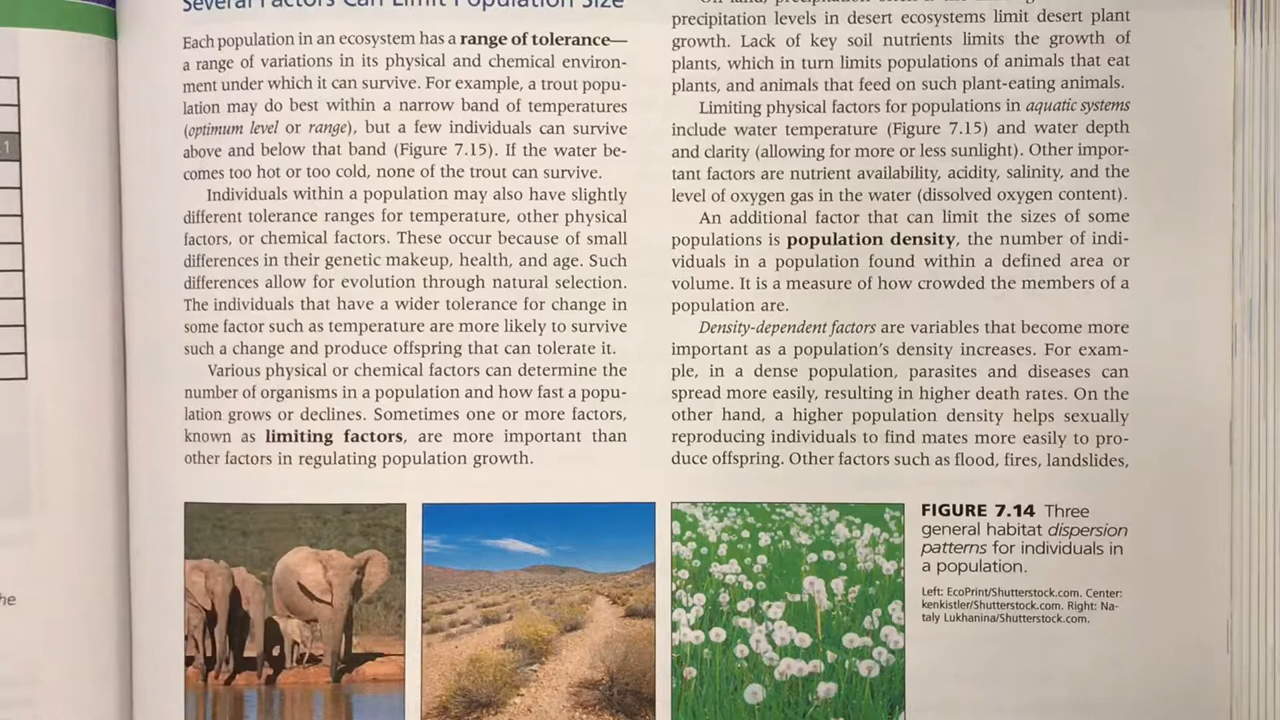 1
he
Several Factors Can Limit Population Size
Each population in an ecosystem has a range of tolerance—
a range of variations in its physical and chemical environ-
ment under which it can survive. For example, a trout popu-
lation may do best within a narrow band of temperatures
(optimum level or range), but a few individuals can survive
above and below that band (Figure 7.15). If the water be-
comes too hot or too cold, none of the trout can survive.
Individuals within a population may also have slightly
different tolerance ranges for temperature, other physical
factors, or chemical factors. These occur because of small
differences in their genetic makeup, health, and age. Such
differences allow for evolution through natural selection.
The individuals that have a wider tolerance for change in
some factor such as temperature are more likely to survive
such a change and produce offspring that can tolerate it.
Various physical or chemical factors can determine the
number of organisms in a population and how fast a popu-
lation grows or declines. Sometimes one or more factors,
known as limiting factors, are more important than
other factors in regulating population growth.
precipitation levels in desert ecosystems limit desert plant
growth. Lack of key soil nutrients limits the growth of
plants, which in turn limits populations of animals that eat
plants, and animals that feed on such plant-eating animals.
Limiting physical factors for populations in aquatic systems
include water temperature (Figure 7.15) and water depth
and clarity (allowing for more or less sunlight). Other impor-
tant factors are nutrient availability, acidity, salinity, and the
level of oxygen gas in the water (dissolved oxygen content).
An additional factor that can limit the sizes of some
populations is population density, the number of indi-
viduals in a population found within a defined area or
volume. It is a measure of how crowded the members of a
population are.
Density-dependent factors are variables that become more
important as a population's density increases. For exam-
ple, in a dense population, parasites and diseases can
spread more easily, resulting in higher death rates. On the
other hand, a higher population density helps sexually
reproducing individuals to find mates more easily to pro-
duce offspring. Other factors such as flood, fires, landslides,
FIGURE 7.14 Three
general habitat dispersion
patterns for individuals in
a population.
Left: EcoPrint/Shutterstock.com. Center:
kenkistler/Shutterstock.com. Right: Na-
taly Lukhanina/Shutterstock.com.